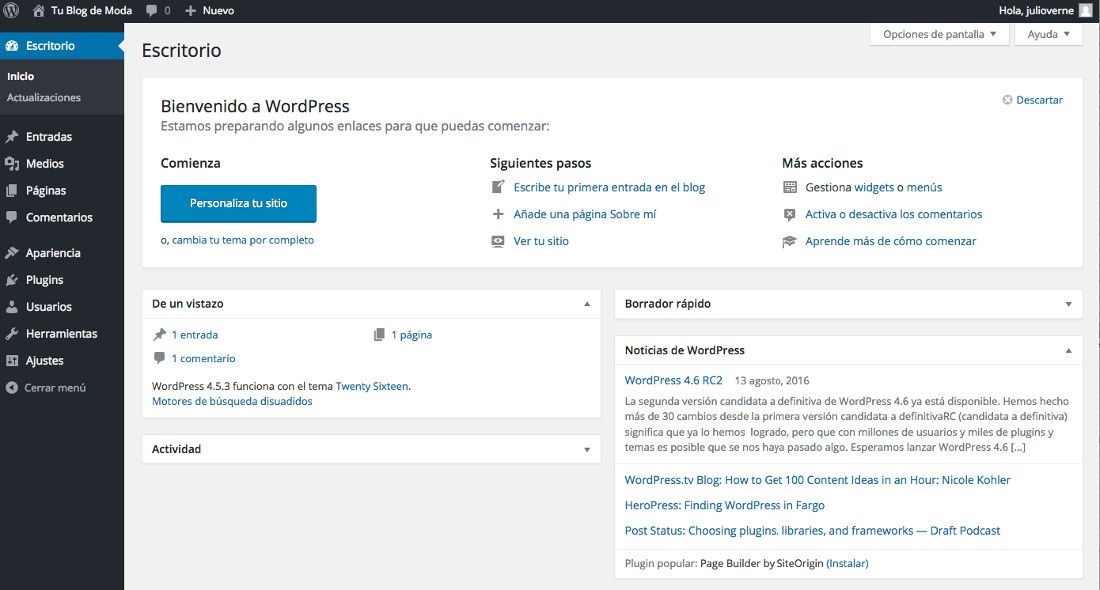 Tu Blog de Moda 0 + Nuevo Hola, julioverne
Escritorio
Inicio
Actualizaciones
Entradas
Medios
Páginas
Comentarios
Apariencia
Plugins
Usuarios
Herramientas
Ajustes
Cerrar menú
Opciones de pantalla Ayuda
Escritorio
Bienvenido a WordPress
Descartar
Estamos preparando algunos enlaces para que puedas comenzar:
Comienza
Personaliza tu sitio
o, cambia tu tema por completo
Siguientes pasos
Escribe tu primera entrada en el blog
Añade una página Sobre mí
Ver tu sitio
Más acciones
Gestiona widgets o menús
Activa o desactiva los comentarios
Aprende más de cómo comenzar
De un vistazo
1 entrada 1 página
1 comentario
WordPress 4.5.3 funciona con el tema Twenty Sixteen.
Motores de búsqueda disuadidos
Actividad
Borrador rápido
Noticias de WordPress
WordPress 4.6 RC2 13 agosto, 2016
La segunda versión candidata a definitiva de WordPress 4.6 ya está disponible. Hemos hecho
más de 30 cambios desde la primera versión candidata a definitivaRC (candidata a definitiva)
significa que ya lo hemos logrado, pero que con millones de usuarios y miles de plugins y
temas es posible que se nos haya pasado algo. Esperamos lanzar WordPress 4.6 [...]
WordPress.tv Blog: How to Get 100 Content Ideas in an Hour: Nicole Kohler
HeroPress: Finding WordPress in Fargo
Post Status: Choosing plugins, libraries, and frameworks — Draft Podcast
Plugin popular: Page Builder by SiteOrigin (Instalar)